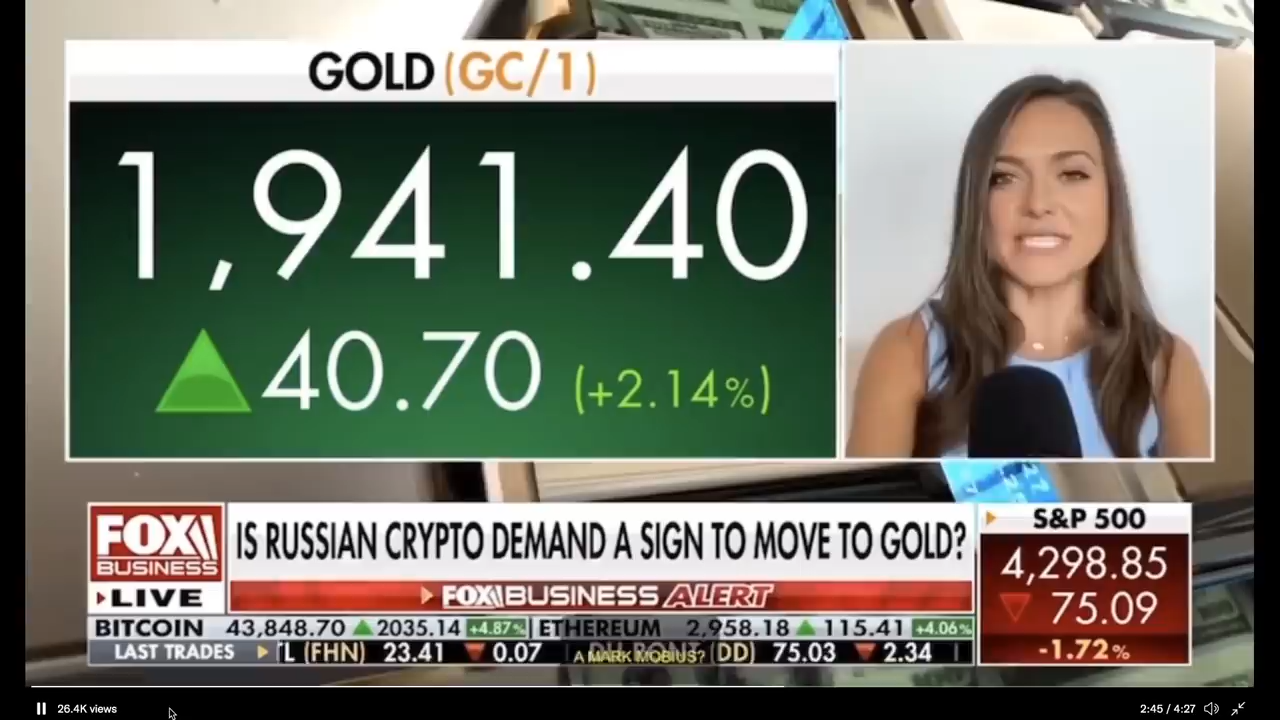 GOLD (GC/1)
1,941.40
▲ 40.70 (+2.14%)
FOX BUSINESS
LIVE
IS RUSSIAN CRYPTO DEMAND A SIGN TO MOVE TO GOLD?
FOX BUSINESS ALERT
BITCOIN 43,848.70 ▲ 2035.14 +4.87% ETHEREUM 2,958.18 ▲ 115.41 +4.06%
LAST TRADES (FHN) 23.41 ▼ 0.07 (DD) 75.03 ▼ 2.34
A MARK MOBIUS?
S&P 500
4,298.85
▼ 75.09
-1.72%
26.4K views
2:45 / 4:27